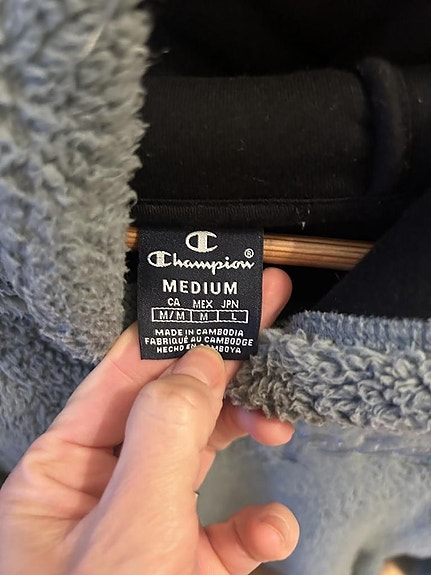 Champion®
MEDIUM
CA MEX JPN
M/M M L
MADE IN CAMBODIA
FABRIQUÉ AU CAMBODGE
HECHO EN CAMBOYA